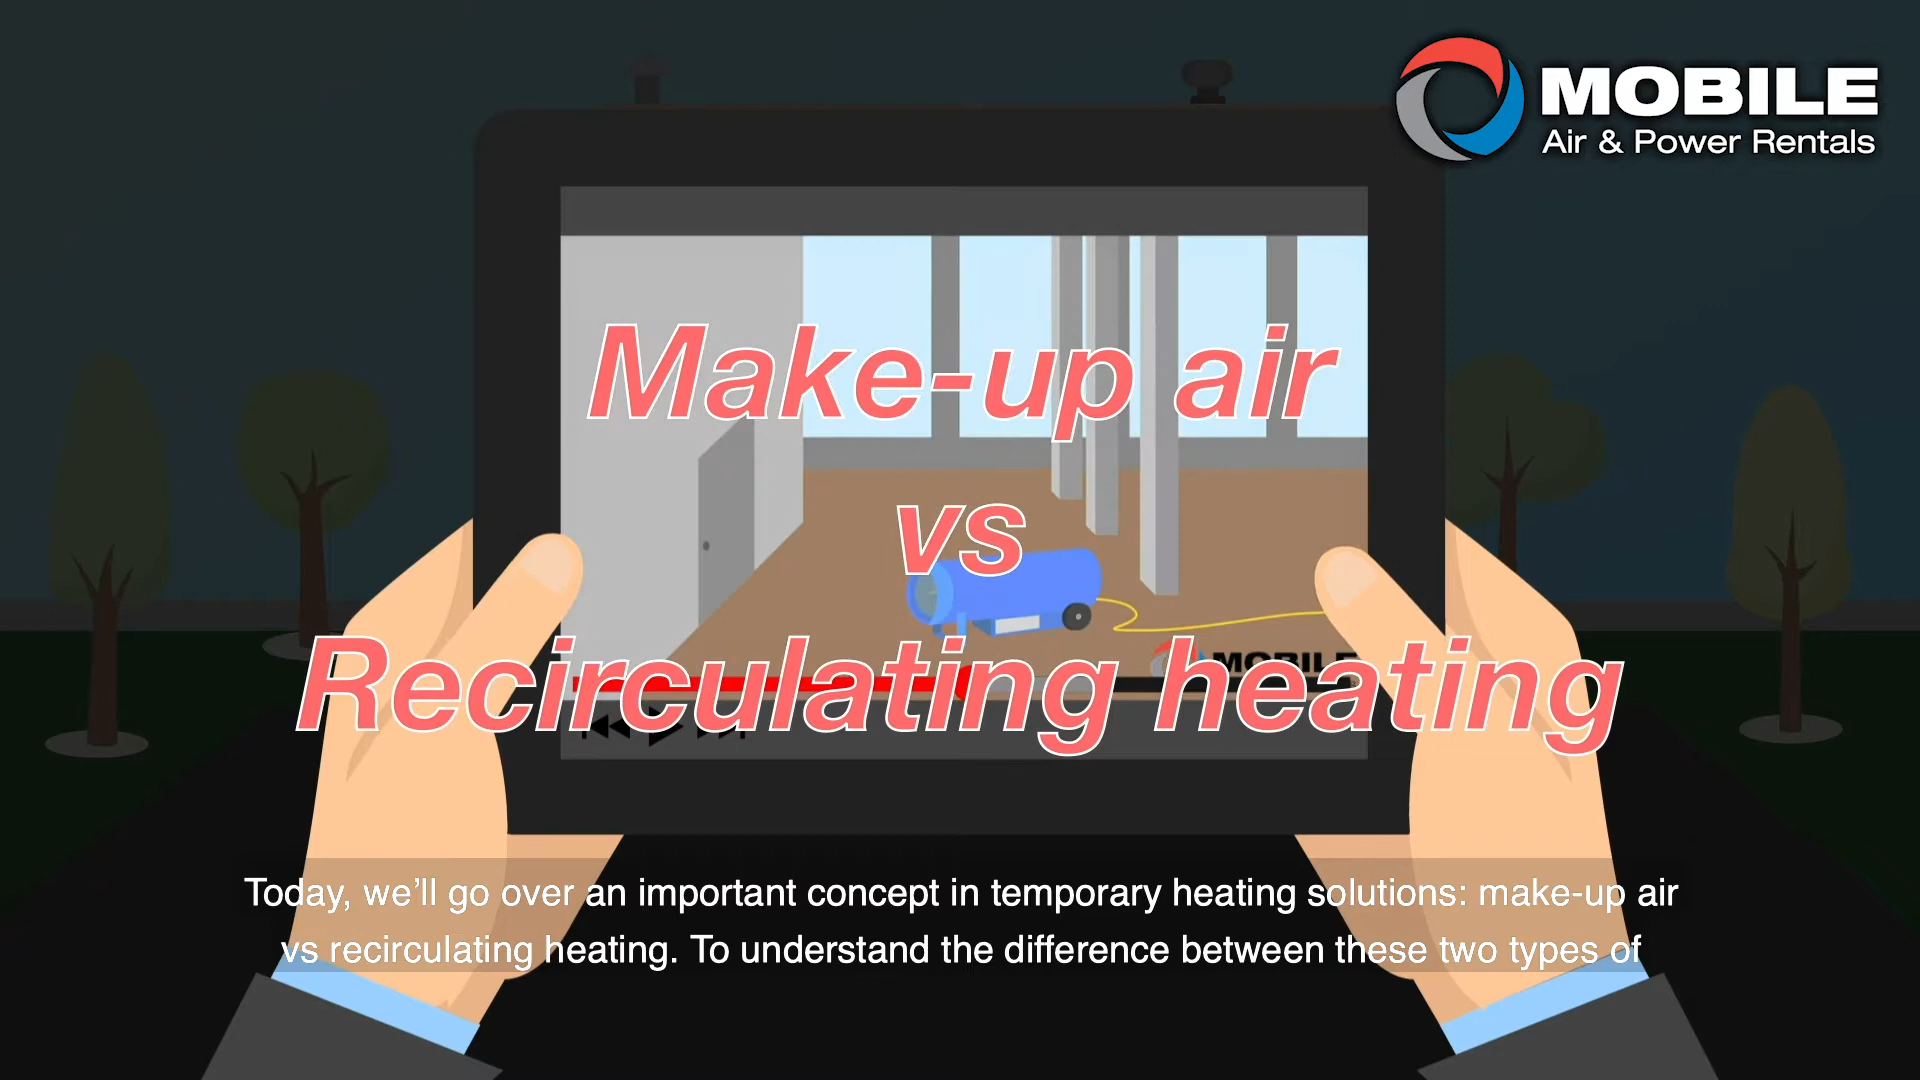 MOBILE
Air & Power Rentals
Make-up air
vs
MOBILE
Recirculating heating
Today, we’ll go over an important concept in temporary heating solutions: make-up air
vs recirculating heating. To understand the difference between these two types of